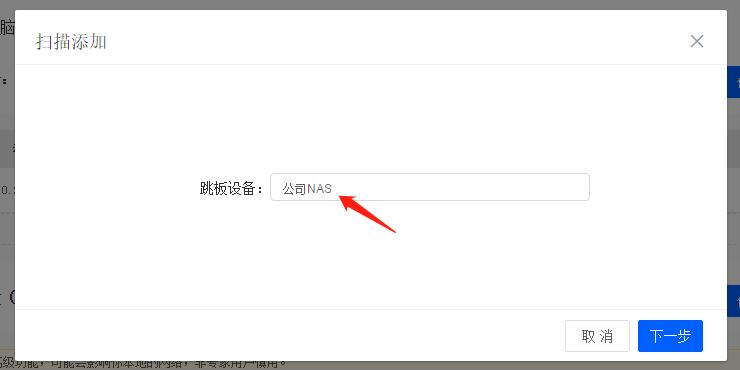 脑
扫描添加
跳板设备：
公司NAS
取 消
下一步
高级功能，可能会影响你本地的网络，非专家用户慎用。